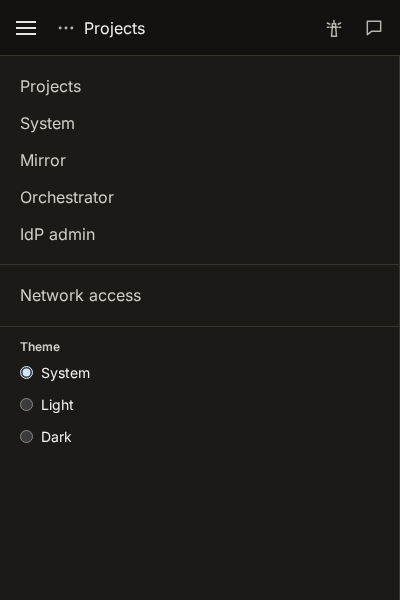 Projects
Projects
System
Mirror
Orchestrator
IdP admin
Network access
Theme
System
Light
Dark